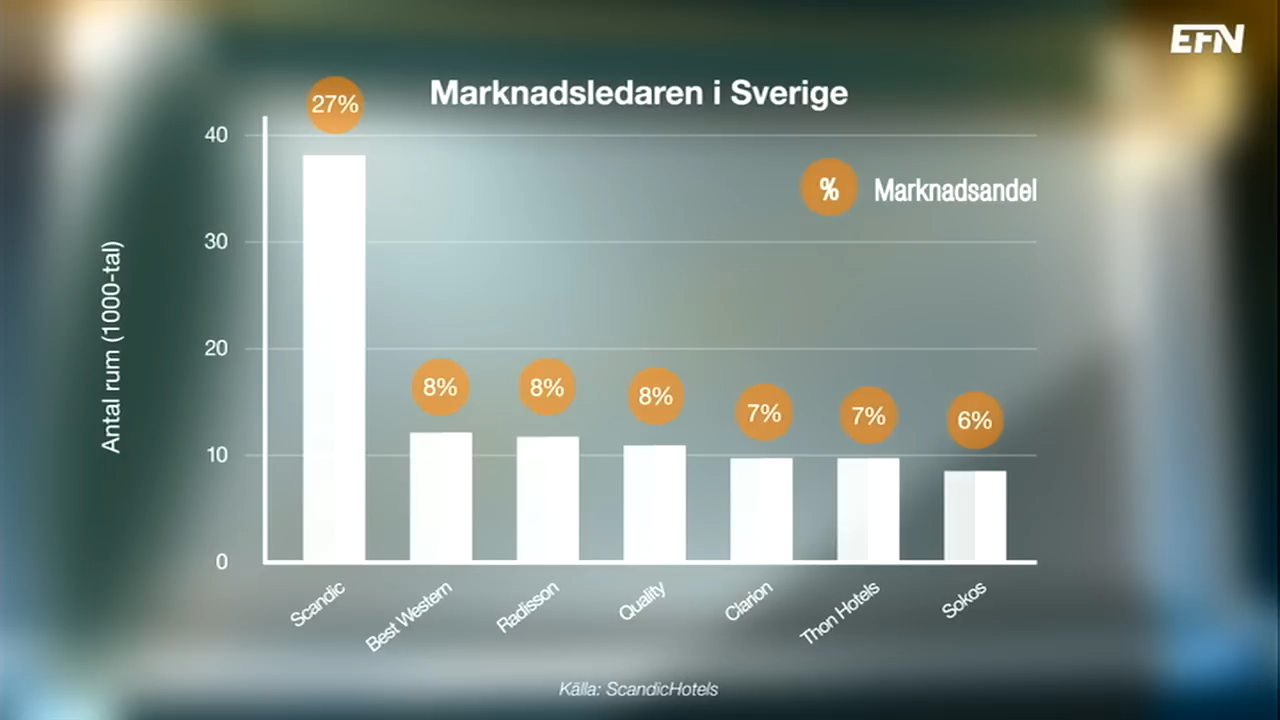 EFN
Marknadsledaren i Sverige
27%
40
% Marknadsandel
30
Antal rum (1000-tal)
20
8%
8%
8%
7%
7%
6%
10
0
Scandic
Best Western
Radisson
Quality
Clarion
Thon Hotels
Sokos
Källa: ScandicHotels